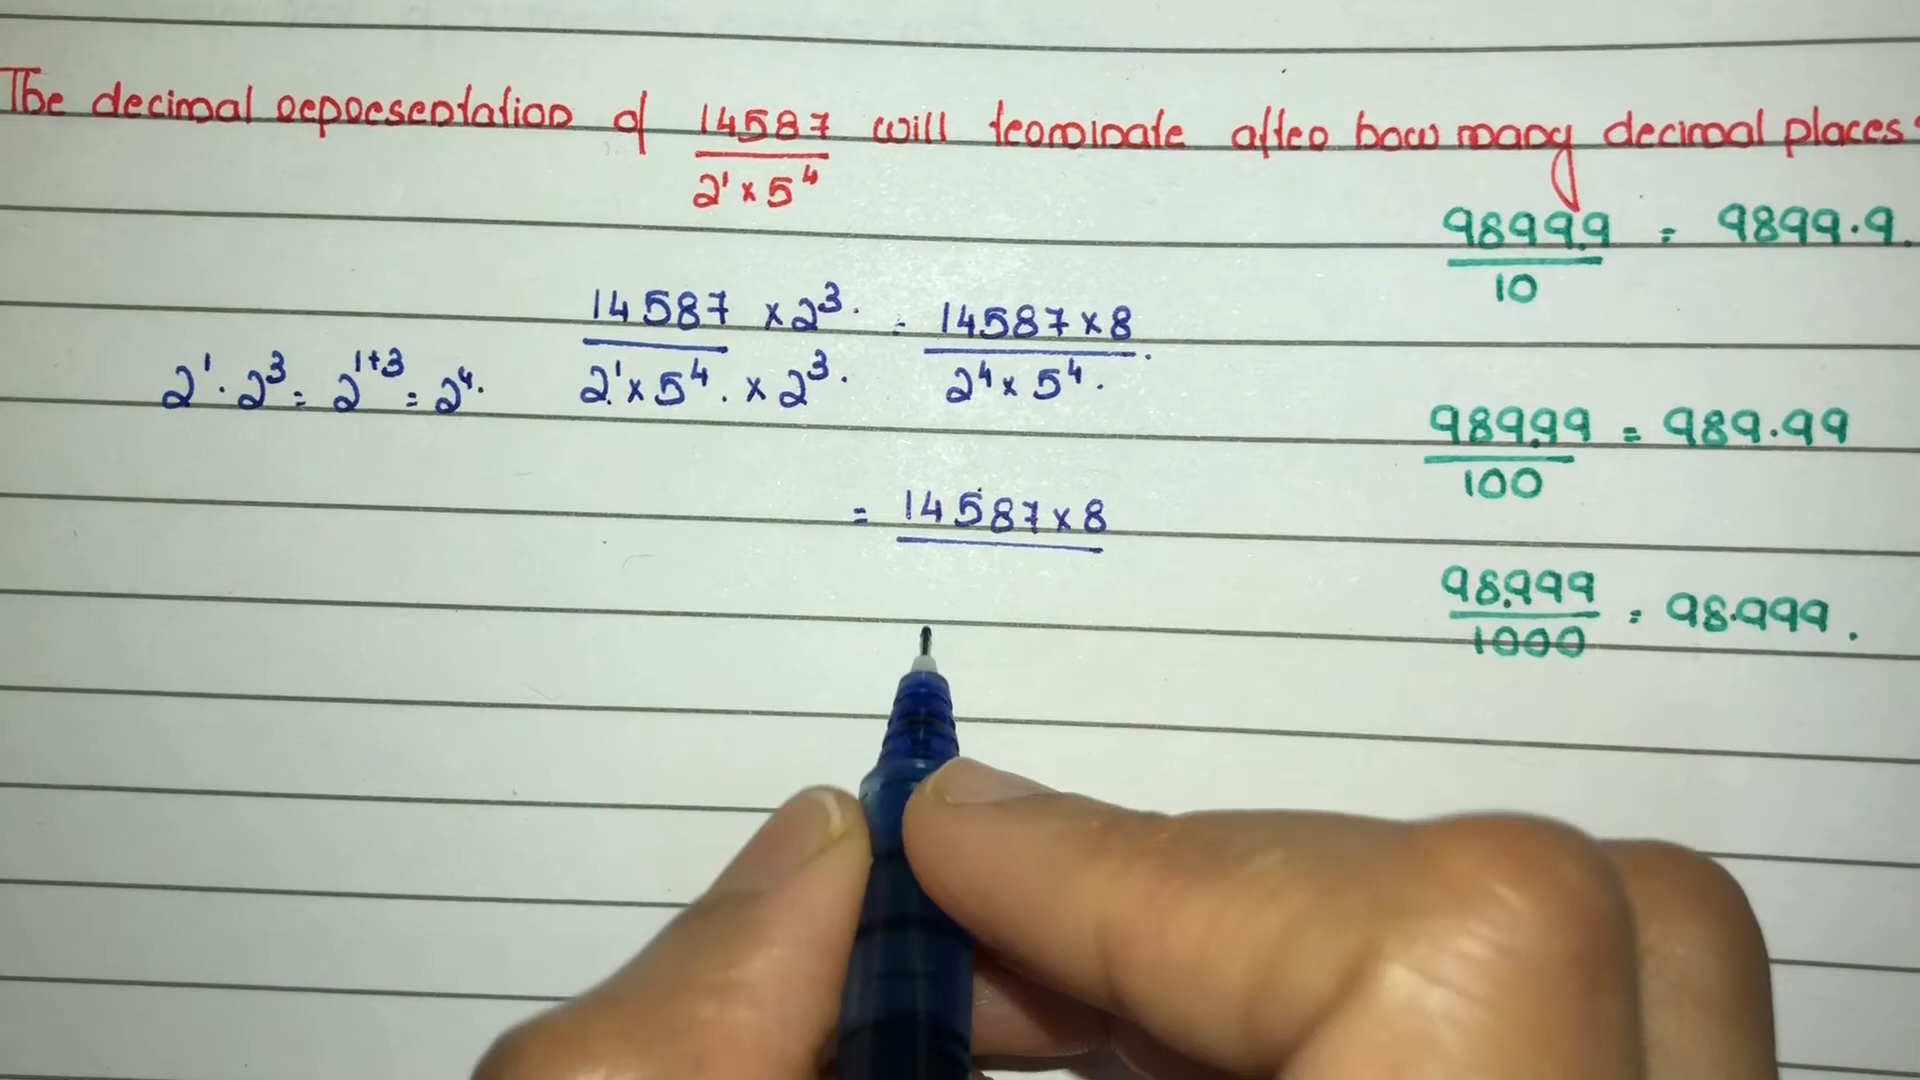 The decimal representation of 14587 / 2¹ × 5⁴ will terminate after how many decimal places?
98999 / 10 = 9899.9.
14587 × 2³. / 2¹ × 5⁴. × 2³. = 14587 × 8 / 2⁴ × 5⁴.
2¹ · 2³ = 2¹⁺³ = 2⁴.
98999 / 100 = 989.99
= 14587 × 8
98.999 / 1000 = 98.999.